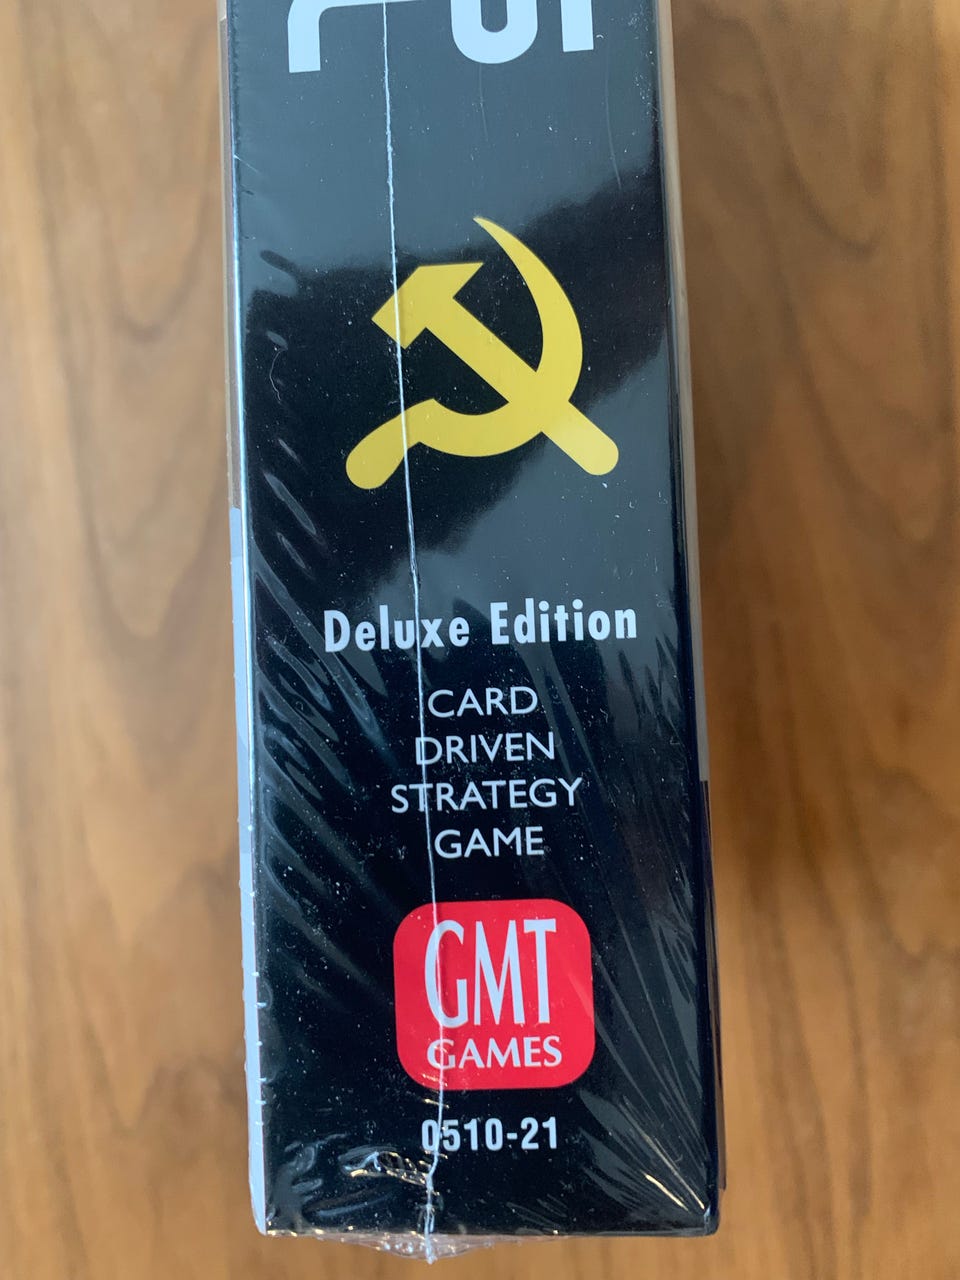 Deluxe Edition
CARD
DRIVEN
STRATEGY
GAME
GMT
GAMES
0510-21